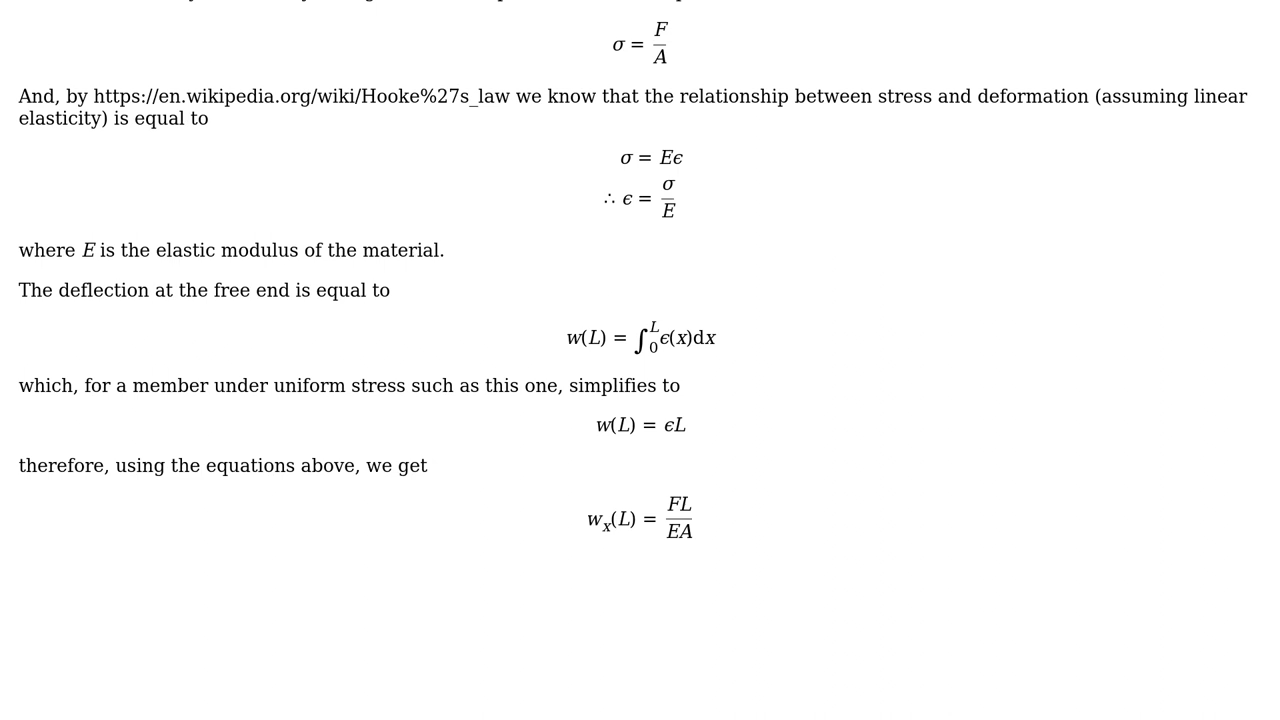 σ = F/A
And, by https://en.wikipedia.org/wiki/Hooke%27s_law we know that the relationship between stress and deformation (assuming linear
elasticity) is equal to
σ = Eϵ
∴ ϵ = σ/E
where E is the elastic modulus of the material.
The deflection at the free end is equal to
w(L) = ∫₀ᴸ ϵ(x)dx
which, for a member under uniform stress such as this one, simplifies to
w(L) = ϵL
therefore, using the equations above, we get
wₓ(L) = FL/EA